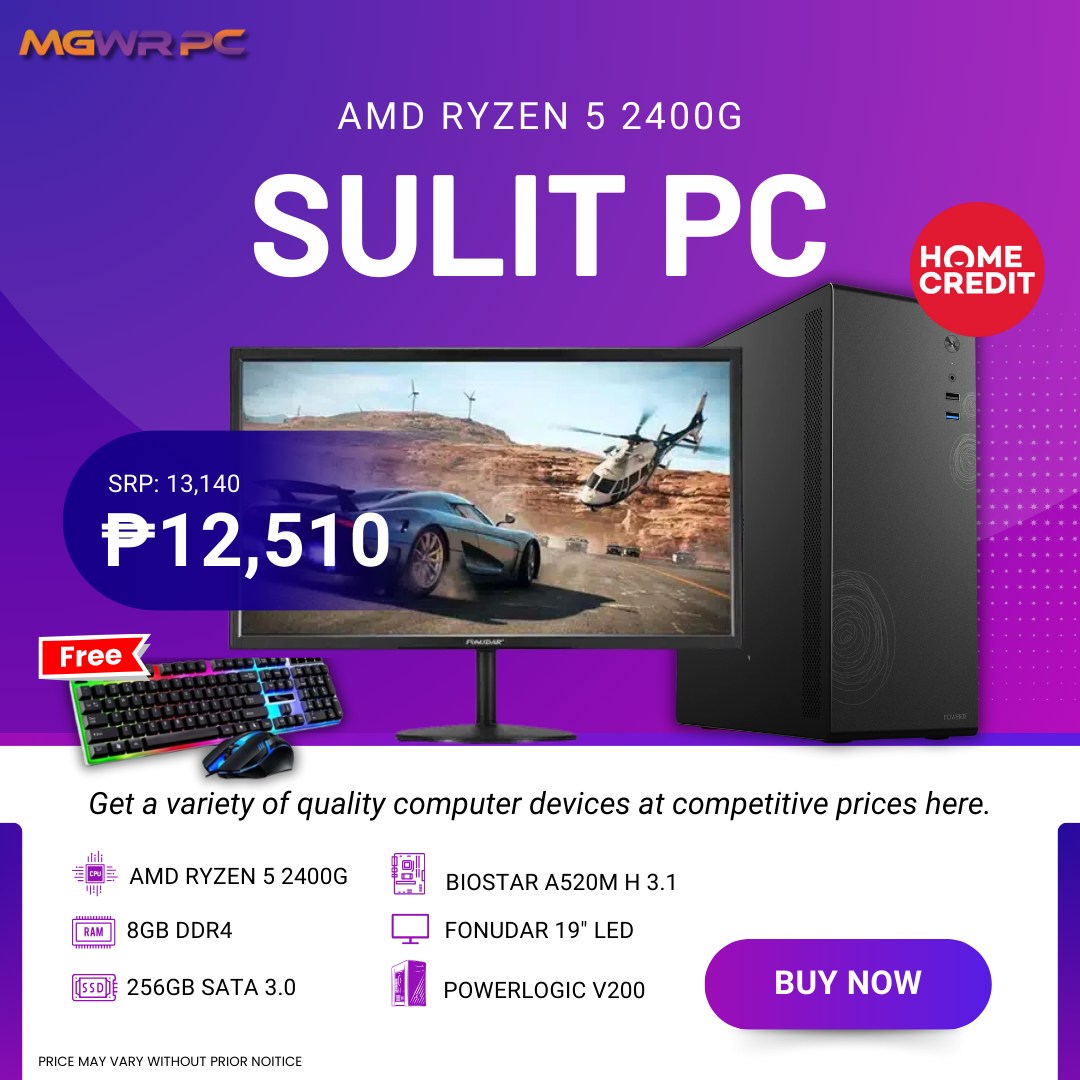 MGWR PC
AMD RYZEN 5 2400G
SULIT PC
HOME
CREDIT
SRP: 13,140
₱12,510
FONUDAR
Free
Get a variety of quality computer devices at competitive prices here.
CPU
AMD RYZEN 5 2400G
BIOSTAR A520M H 3.1
RAM
8GB DDR4
FONUDAR 19" LED
SSD
256GB SATA 3.0
POWERLOGIC V200
BUY NOW
PRICE MAY VARY WITHOUT PRIOR NOITICE